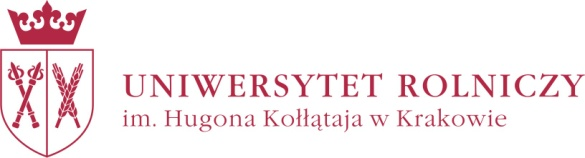 UNIWERSYTET ROLNICZY
im. Hugona Kołłątaja w Krakowie